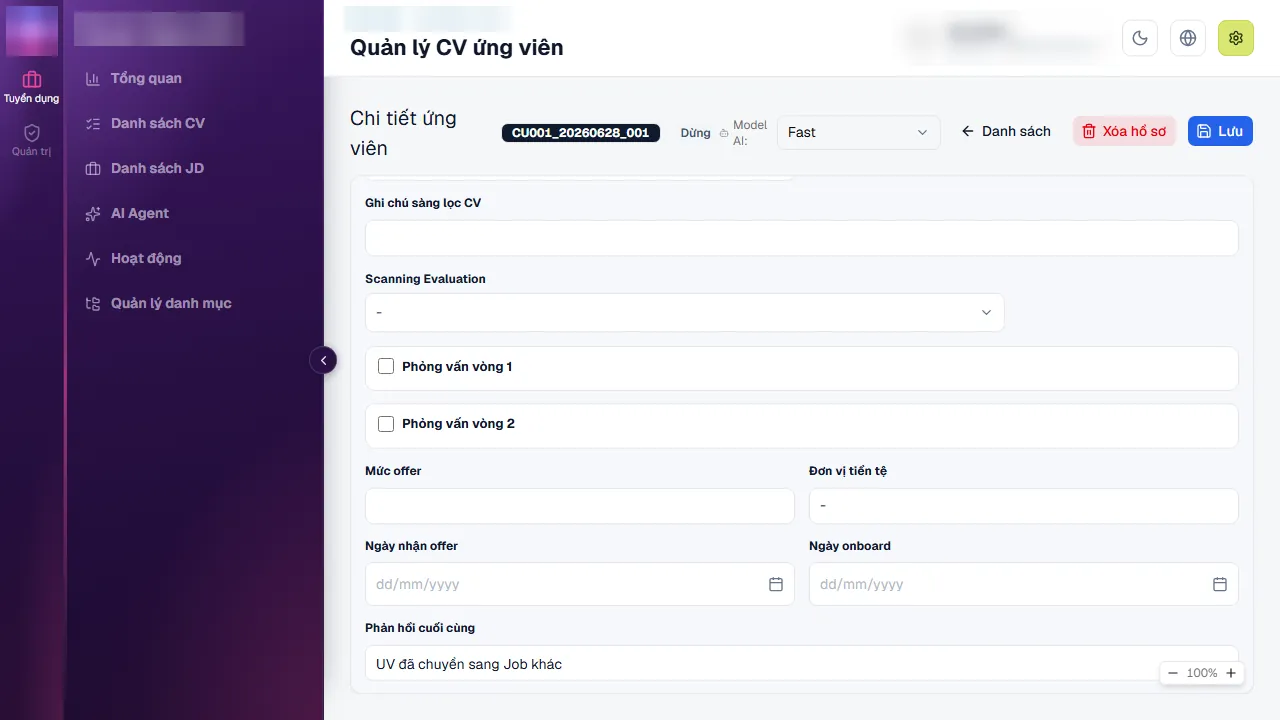 Tuyển dụng
Quản trị
Tổng quan
Danh sách CV
Danh sách JD
AI Agent
Hoạt động
Quản lý danh mục
Quản lý CV ứng viên
Chi tiết ứng
viên
CU001_20260628_001
Dừng
Model
AI:
Fast
Danh sách
Xóa hồ sơ
Lưu
Ghi chú sàng lọc CV
Scanning Evaluation
-
Phỏng vấn vòng 1
Phỏng vấn vòng 2
Mức offer
Đơn vị tiền tệ
-
Ngày nhận offer
Ngày onboard
dd/mm/yyyy
dd/mm/yyyy
Phản hồi cuối cùng
UV đã chuyển sang Job khác
100%